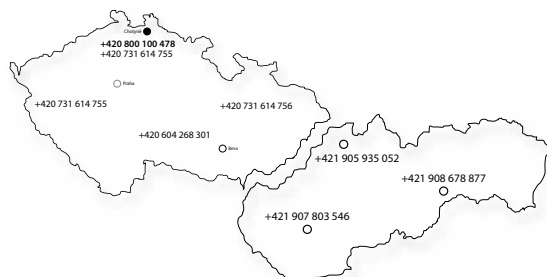 Chotyně
+420 800 100 478
+420 731 614 755
Praha
+420 731 614 755
+420 731 614 756
+420 604 268 301
Brno
+421 905 935 052
+421 908 678 877
+421 907 803 546